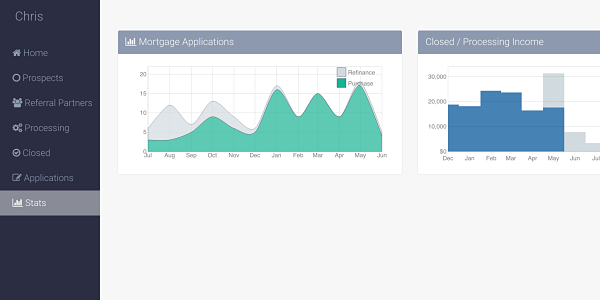 Chris
Home
Prospects
Referral Partners
Processing
Closed
Applications
Stats
Mortgage Applications
Refinance
Purchase
20
15
10
5
0
Jul Aug Sep Oct Nov Dec Jan Feb Mar Apr May Jun
Closed / Processing Income
30,000
20,000
10,000
$0
Dec Jan Feb Mar Apr May Jun Jul